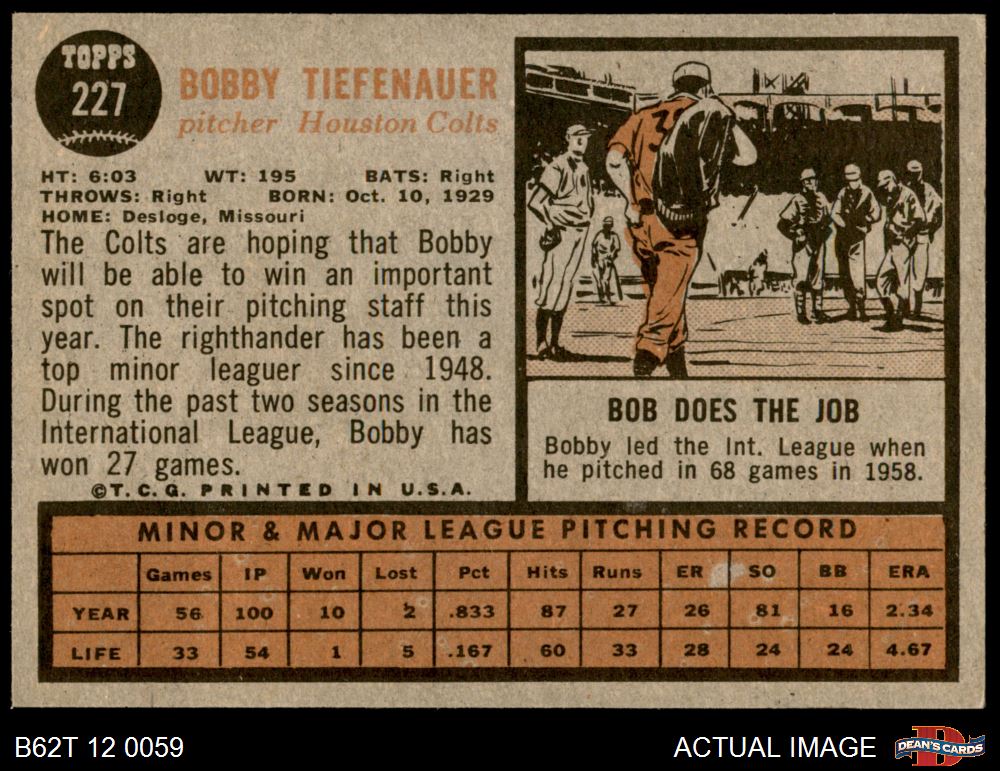 TOPPS
227
BOBBY TIEFENAUER
pitcher Houston Colts
HT: 6:03 WT: 195 BATS: Right
THROWS: Right BORN: Oct. 10, 1929
HOME: Desloge, Missouri
The Colts are hoping that Bobby
will be able to win an important
spot on their pitching staff this
year. The righthander has been a
top minor leaguer since 1948.
During the past two seasons in the
International League, Bobby has
won 27 games.
©T.C.G. PRINTED IN U.S.A.
BOB DOES THE JOB
Bobby led the Int. League when
he pitched in 68 games in 1958.
MINOR & MAJOR LEAGUE PITCHING RECORD
Games IP Won Lost Pct Hits Runs ER SO BB ERA
YEAR 56 100 10 2 .833 87 27 26 81 16 2.34
LIFE 33 54 1 5 .167 60 33 28 24 24 4.67
B62T 12 0059
ACTUAL IMAGE
DEAN'S CARDS